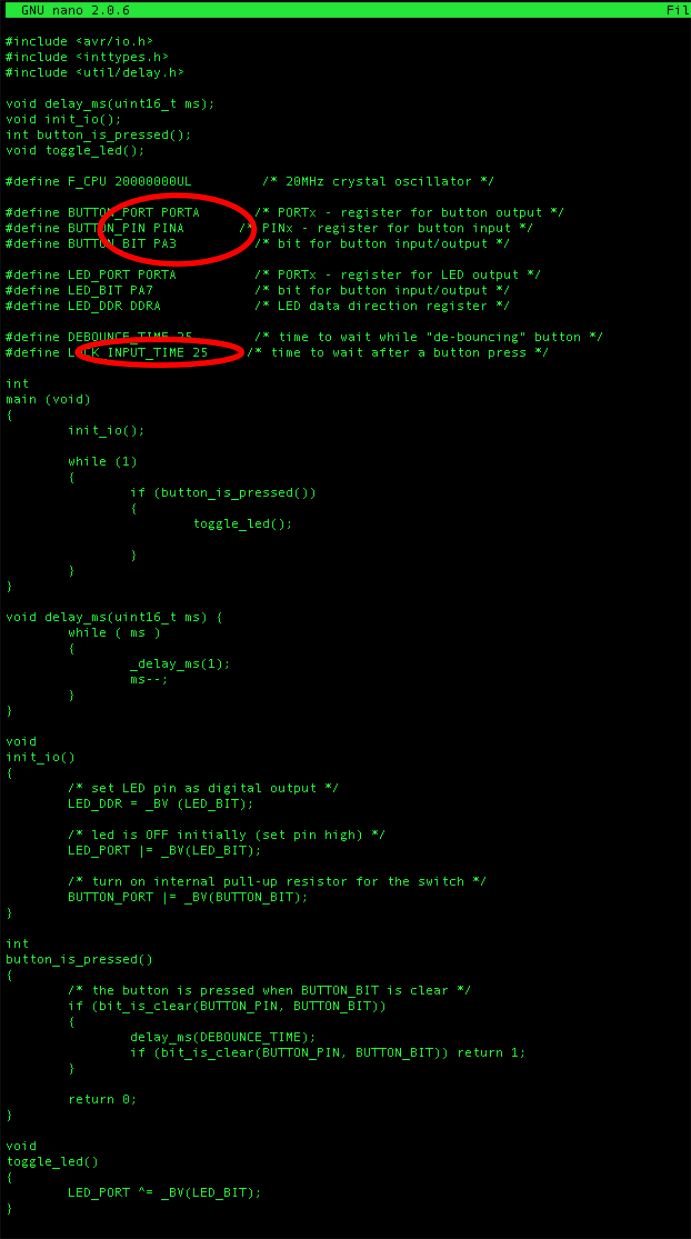 GNU nano 2.0.6 Fil
#include <avr/io.h>
#include <inttypes.h>
#include <util/delay.h>
void delay_ms(uint16_t ms);
void init_io();
int button_is_pressed();
void toggle_led();
#define F_CPU 20000000UL /* 20MHz crystal oscillator */
#define BUTTON_PORT PORTA /* PORTx - register for button output */
#define BUTTON_PIN PINA /* PINx - register for button input */
#define BUTTON_BIT PA3 /* bit for button input/output */
#define LED_PORT PORTA /* PORTx - register for LED output */
#define LED_BIT PA7 /* bit for button input/output */
#define LED_DDR DDRA /* LED data direction register */
#define DEBOUNCE_TIME 25 /* time to wait while "de-bouncing" button */
#define LOCK_INPUT_TIME 25 /* time to wait after a button press */
int
main (void)
{
init_io();
while (1)
{
if (button_is_pressed())
{
toggle_led();
}
}
}
void delay_ms(uint16_t ms) {
while ( ms )
{
_delay_ms(1);
ms--;
}
}
void
init_io()
{
/* set LED pin as digital output */
LED_DDR = _BV (LED_BIT);
/* led is OFF initially (set pin high) */
LED_PORT |= _BV(LED_BIT);
/* turn on internal pull-up resistor for the switch */
BUTTON_PORT |= _BV(BUTTON_BIT);
}
int
button_is_pressed()
{
/* the button is pressed when BUTTON_BIT is clear */
if (bit_is_clear(BUTTON_PIN, BUTTON_BIT))
{
delay_ms(DEBOUNCE_TIME);
if (bit_is_clear(BUTTON_PIN, BUTTON_BIT)) return 1;
}
return 0;
}
void
toggle_led()
{
LED_PORT ^= _BV(LED_BIT);
}